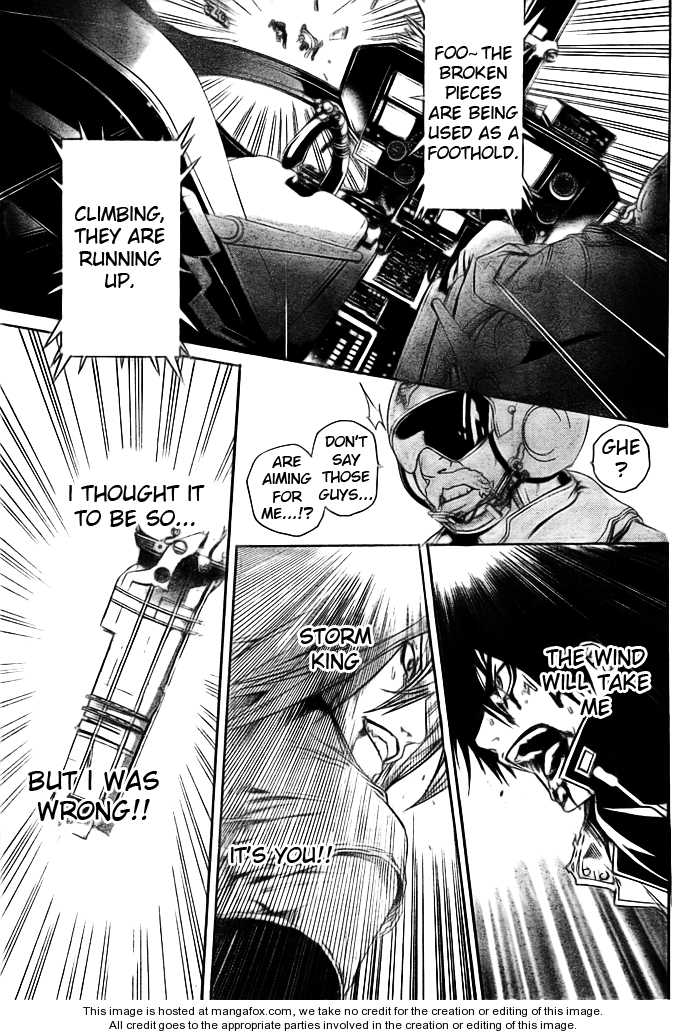 FOO~ THE
BROKEN
PIECES
ARE BEING
USED AS A
FOOTHOLD.
CLIMBING,
THEY ARE
RUNNING
UP.
GHE
?
DON'T
SAY
THOSE
GUYS...
ARE
AIMING
FOR
ME...!?
I THOUGHT IT
TO BE SO...
BUT I WAS
WRONG!!
THE WIND
WILL TAKE
ME
STORM
KING
IT'S YOU!!
This image is hosted at mangafox.com, we take no credit for the creation or editing of this image.
All credit goes to the appropriate parties involved in the creation or editing of this image.